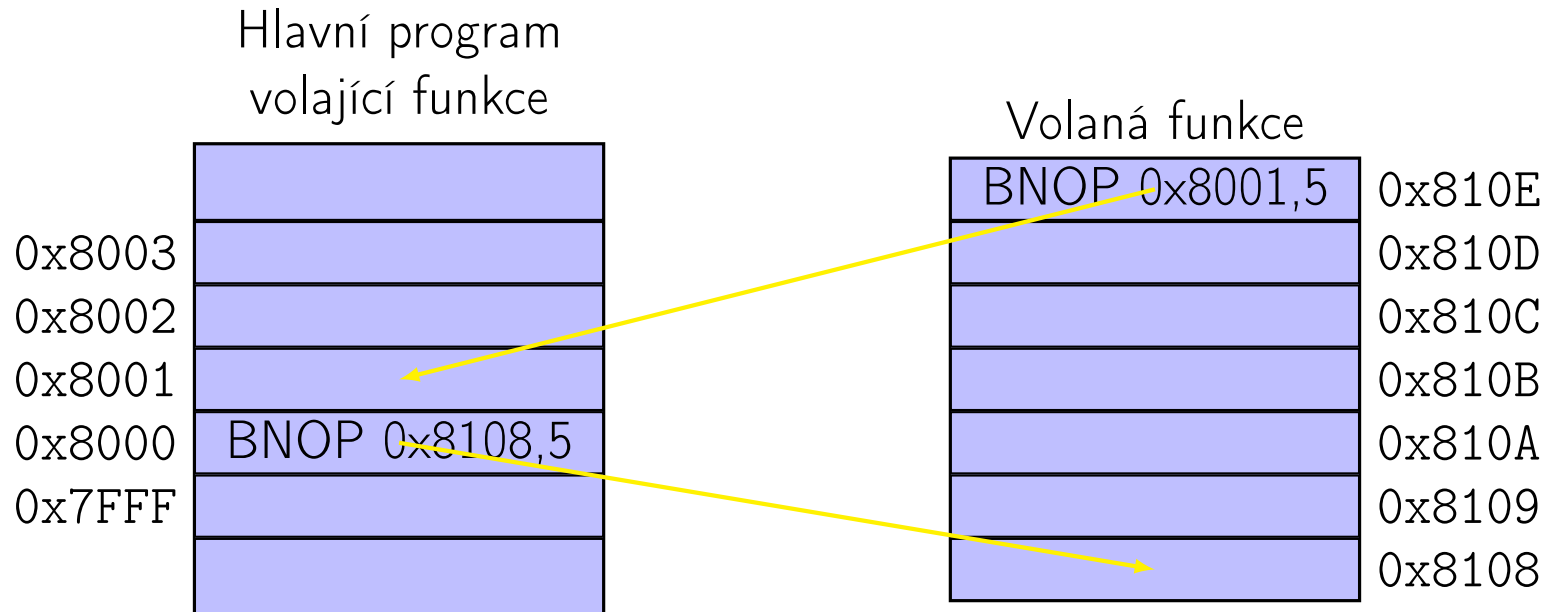 Hlavní program
volající funkce
0x8003
0x8002
0x8001
0x8000 BNOP 0x8108,5
0x7FFF
Volaná funkce
BNOP 0x8001,5 0x810E
0x810D
0x810C
0x810B
0x810A
0x8109
0x8108